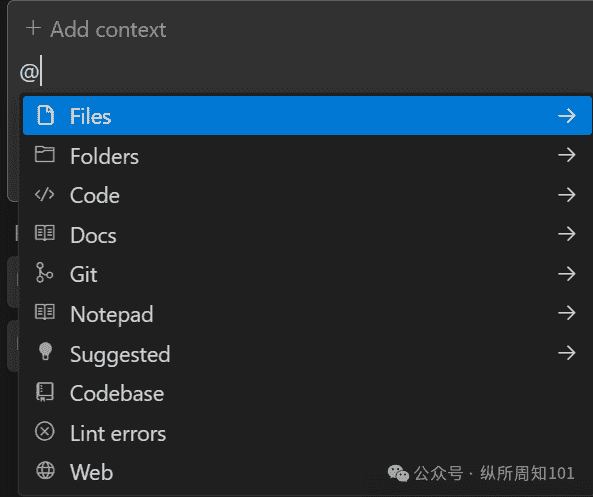 + Add context
@
Files
Folders
Code
Docs
Git
Notepad
Suggested
Codebase
Lint errors
Web
公众号 · 纵所周知101